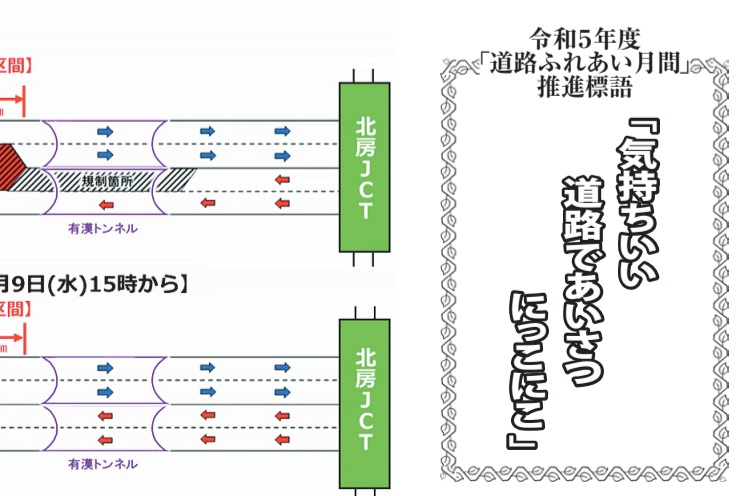 区間】
m
規制箇所
有漢トンネル
北房JCT
月9日(水)15時から】
区間】
m
有漢トンネル
北房JCT
令和5年度
「道路ふれあい月間」
推進標語
「気持ちいい
道路であいさつ
にっこにこ」